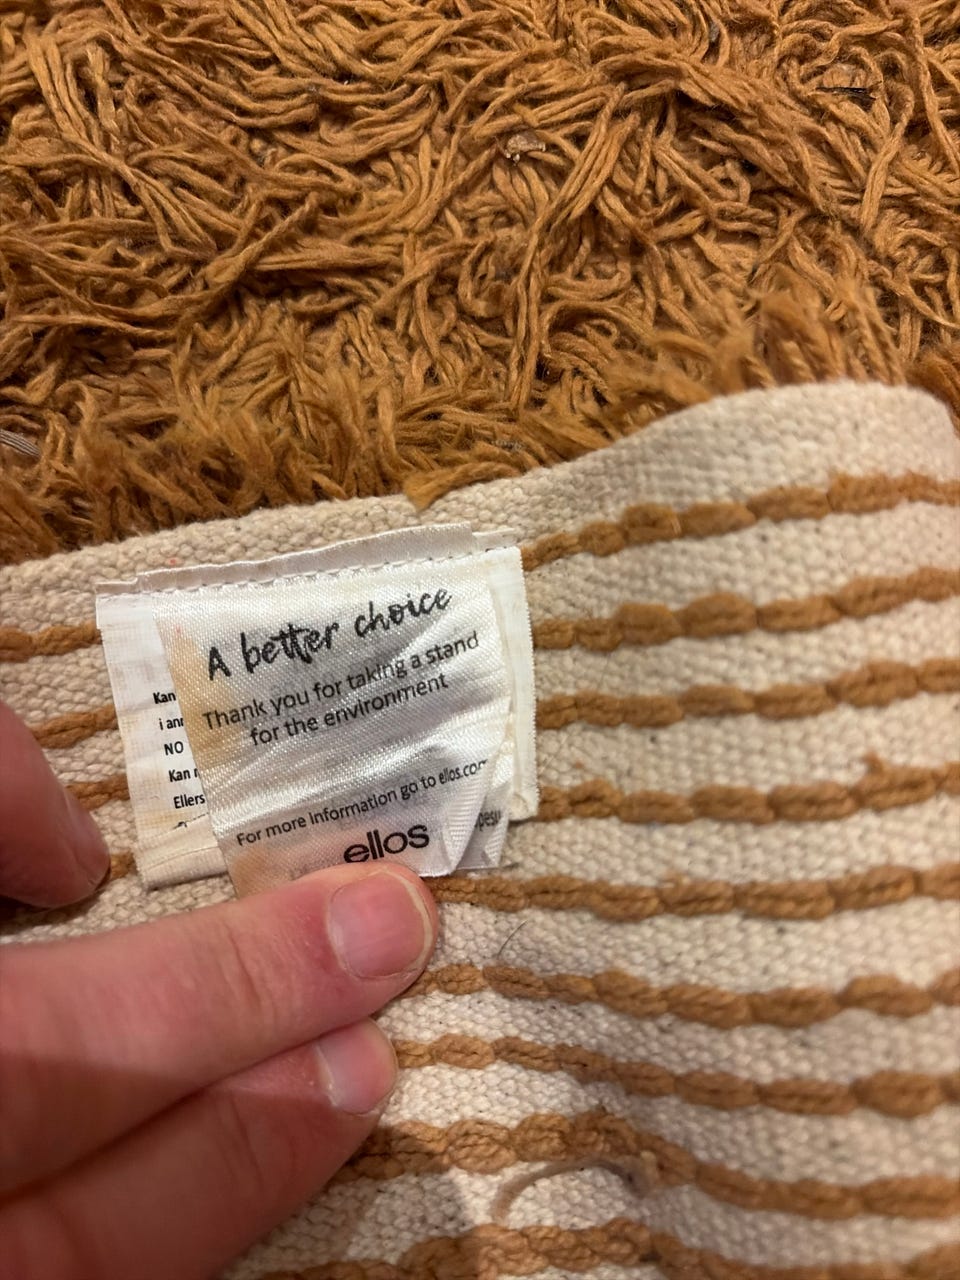 A better choice
Thank you for taking a stand
for the environment
For more information go to ellos.com
ellos
Kan
i ann
NO
Kan
Ellers